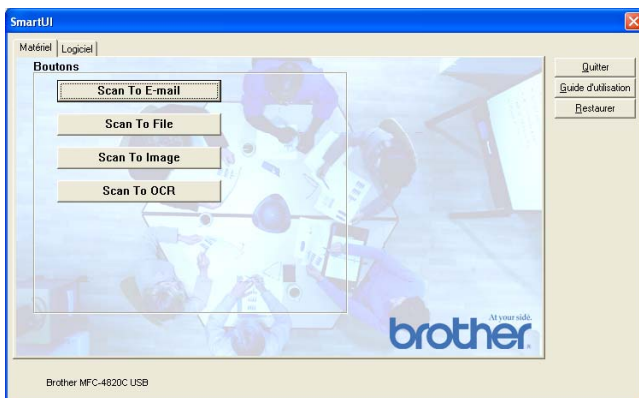 SmartUI
Matériel
Logiciel
Boutons
Scan To E-mail
Scan To File
Scan To Image
Scan To OCR
Quitter
Guide d'utilisation
Restaurer
At your side.
brother
Brother MFC-4820C USB